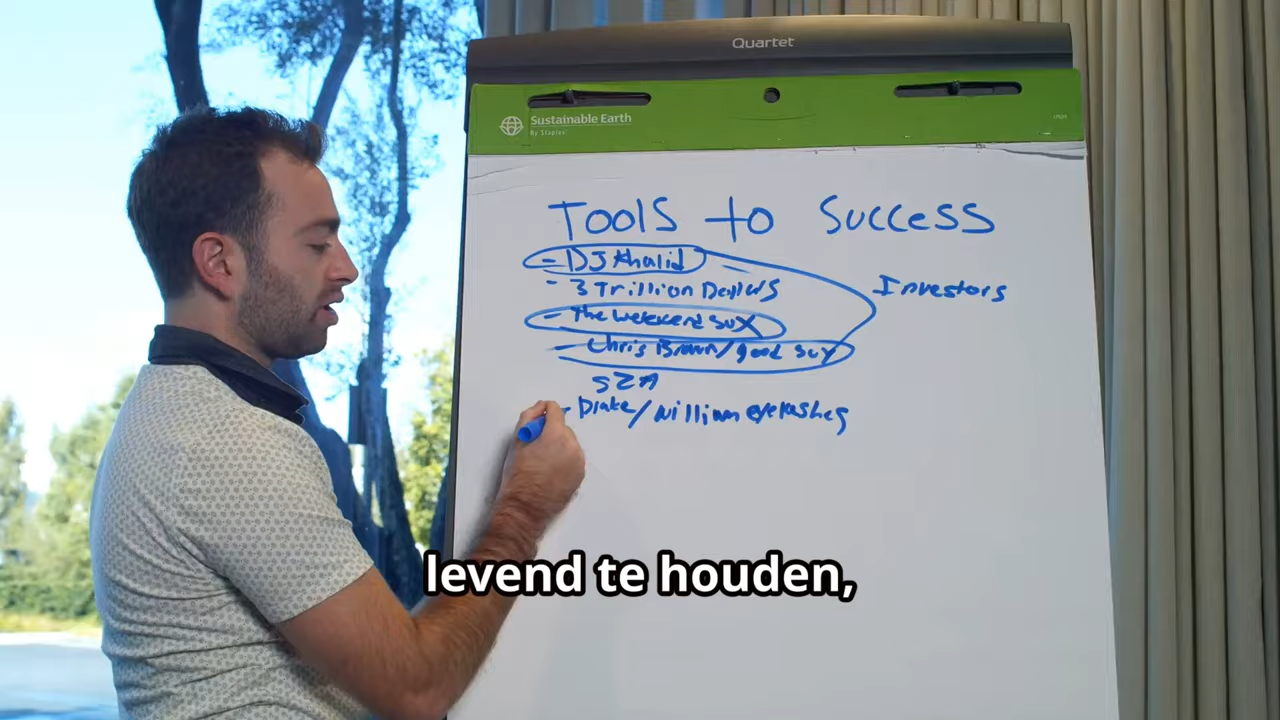 Quartet
Sustainable Earth
By Staples
TOOLS to Success
- DJ Khalid
- 3 Trillion Dollars
Investors
- The weekend sux
- Chris Brown/good guy
SZA
- Drake/ William eyelashes
levend te houden,